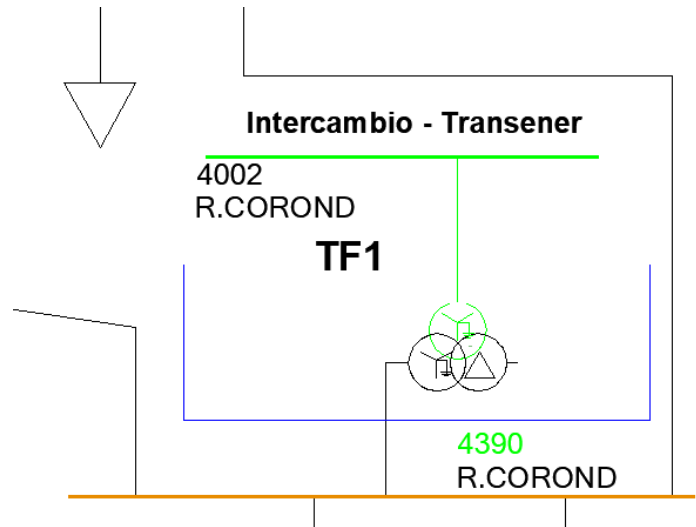 Intercambio - Transener
4002
R.COROND
TF1
4390
R.COROND